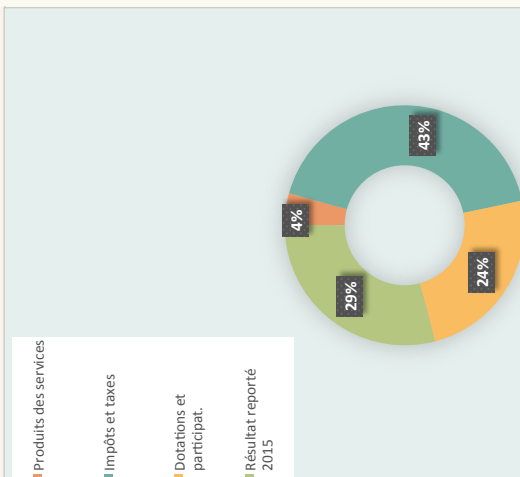 Produits des services
Impôts et taxes
Dotations et
participat.
Résultat reporté
2015
4%
43%
24%
29%